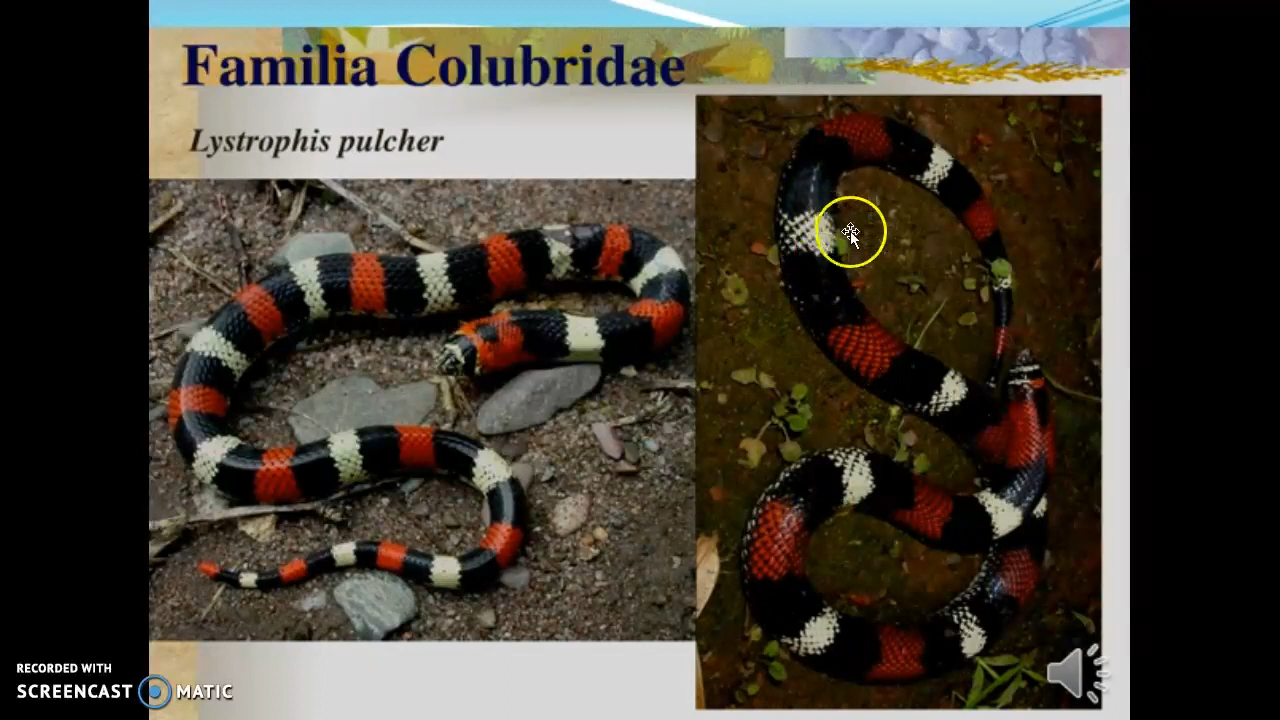 Familia Colubridae
Lystrophis pulcher
RECORDED WITH
SCREENCAST MATIC